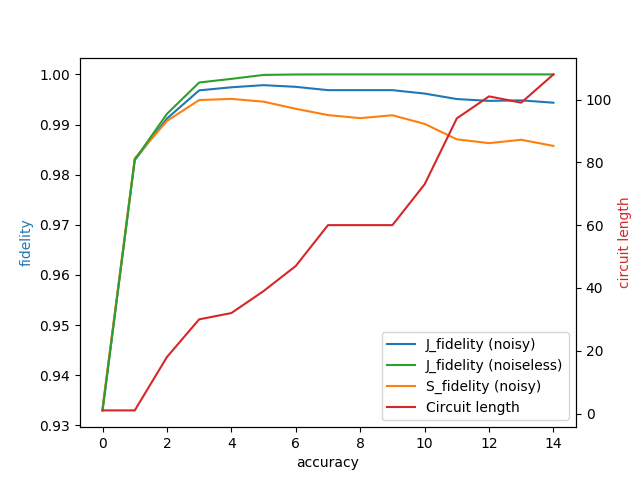 1.00
0.99
0.98
0.97
0.96
0.95
0.94
0.93
fidelity
100
80
60
40
20
0
circuit length
J_fidelity (noisy)
J_fidelity (noiseless)
S_fidelity (noisy)
Circuit length
0 2 4 6 8 10 12 14
accuracy